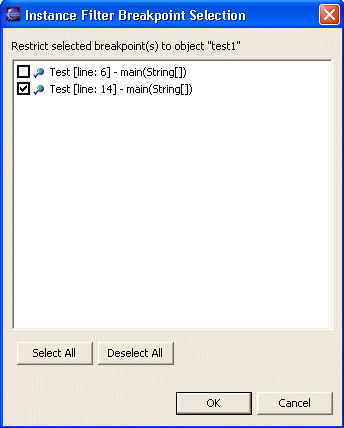 Instance Filter Breakpoint Selection
Restrict selected breakpoint(s) to object "test1"
Test [line: 6] - main(String[])
Test [line: 14] - main(String[])
Select All
Deselect All
OK
Cancel